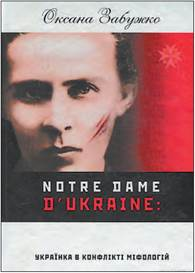 Оксана Забужко
NOTRE DAME
D'UKRAINE:
УКРАЇНКА В КОНФЛІКТІ МІФОЛОГІЙ